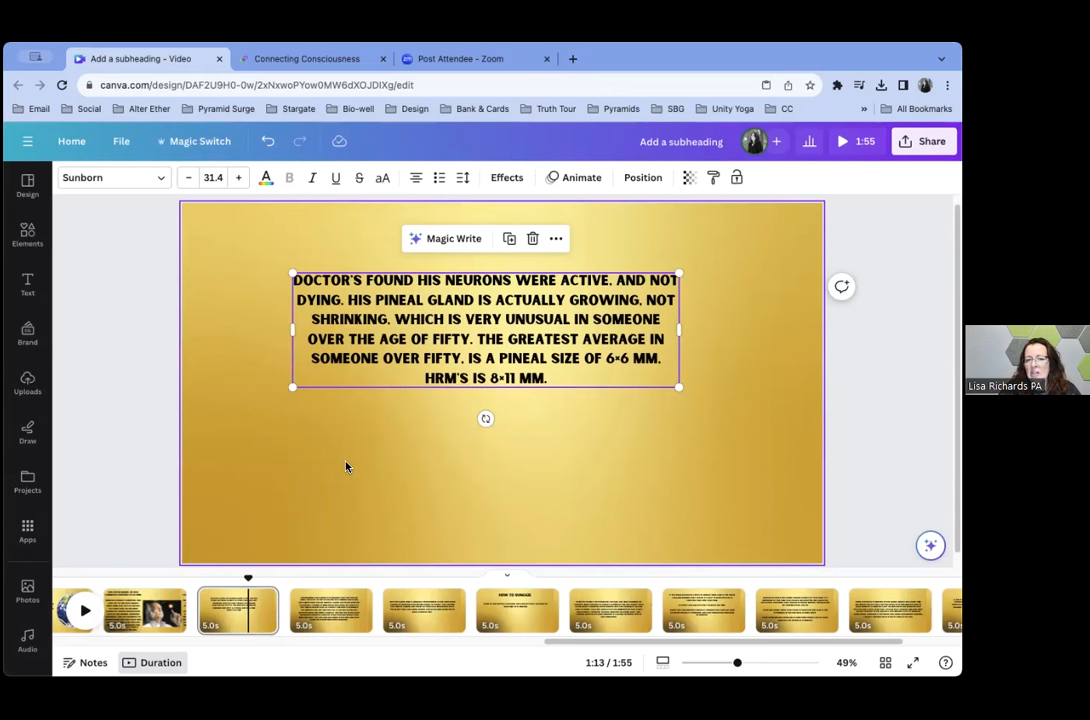 Add a subheading - Video
Connecting Consciousness
Post Attendee - Zoom
canva.com/design/DAF2U9H0-0w/2xNxwoPYow0MW6dXOJDIXg/edit
Email Social Alter Ether Pyramid Surge Stargate Bio-well Design Bank & Cards Truth Tour Pyramids SBG Unity Yoga CC » All Bookmarks
Home File Magic Switch Add a subheading 1:55 Share
Sunborn – 31.4 + A B I U S aA Effects Animate Position
Design
Elements
Text
Brand
Uploads
Draw
Projects
Apps
Photos
Audio
Magic Write
DOCTOR'S FOUND HIS NEURONS WERE ACTIVE, AND NOT
DYING. HIS PINEAL GLAND IS ACTUALLY GROWING, NOT
SHRINKING, WHICH IS VERY UNUSUAL IN SOMEONE
OVER THE AGE OF FIFTY. THE GREATEST AVERAGE IN
SOMEONE OVER FIFTY, IS A PINEAL SIZE OF 6×6 MM,
HRM'S IS 8×11 MM.
Lisa Richards PA
HOW TO SUNGAZE
5.0s 5.0s 5.0s 5.0s 5.0s 5.0s 5.0s 5.0s 5.0s
Notes Duration 1:13 / 1:55 49%